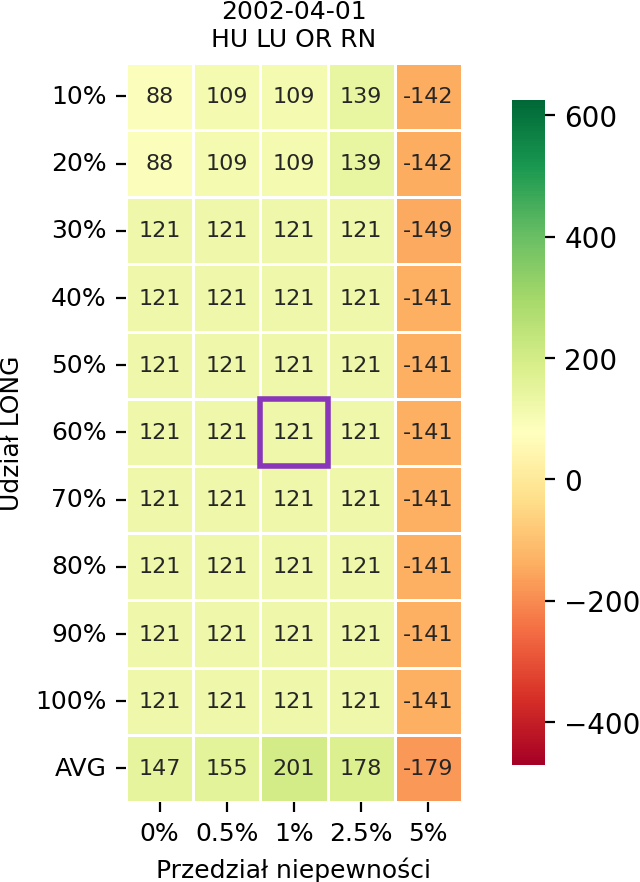 2002-04-01
HU LU OR RN
Udział LONG
10% 88 109 109 139 -142
20% 88 109 109 139 -142
30% 121 121 121 121 -149
40% 121 121 121 121 -141
50% 121 121 121 121 -141
60% 121 121 121 121 -141
70% 121 121 121 121 -141
80% 121 121 121 121 -141
90% 121 121 121 121 -141
100% 121 121 121 121 -141
AVG 147 155 201 178 -179
0% 0.5% 1% 2.5% 5%
Przedział niepewności
600
400
200
0
−200
−400